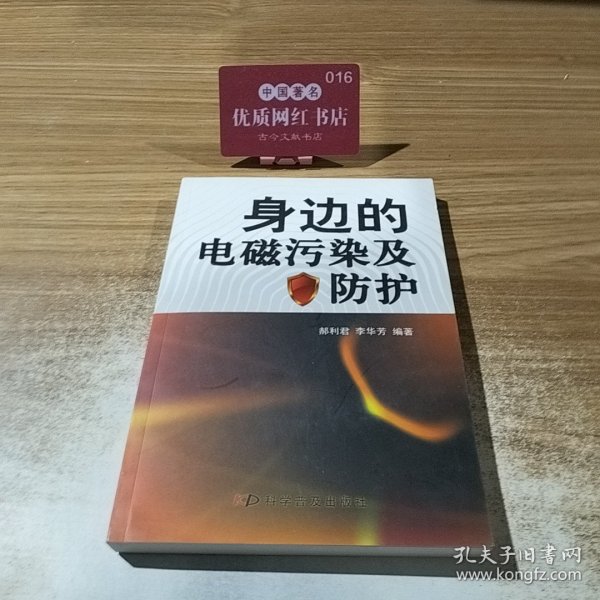 016
中国著名
优质网红书店
古今文献书店
身边的
电磁污染及
防护
郝利君 李华芳 编著
KP 科学普及出版社
孔夫子旧书网
www.kongfz.com